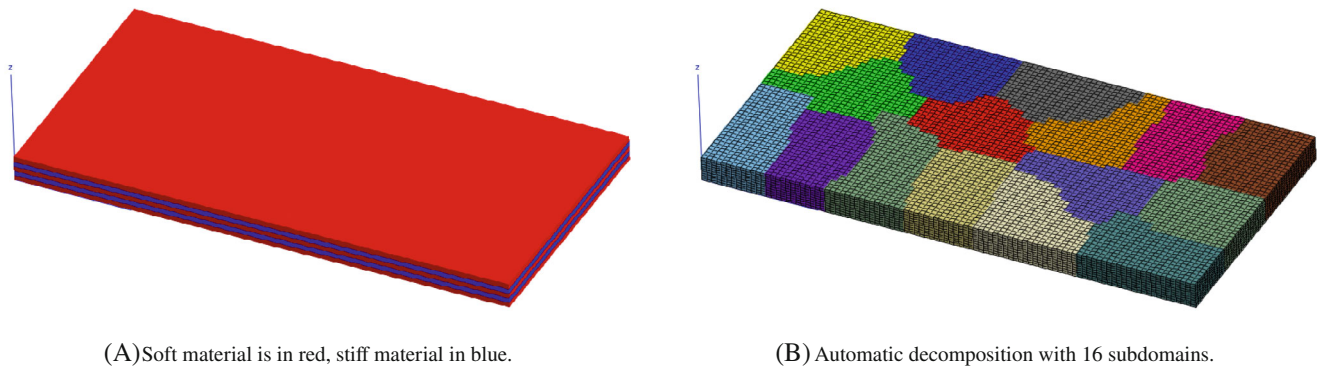 z
z
(A) Soft material is in red, stiff material in blue.
(B) Automatic decomposition with 16 subdomains.